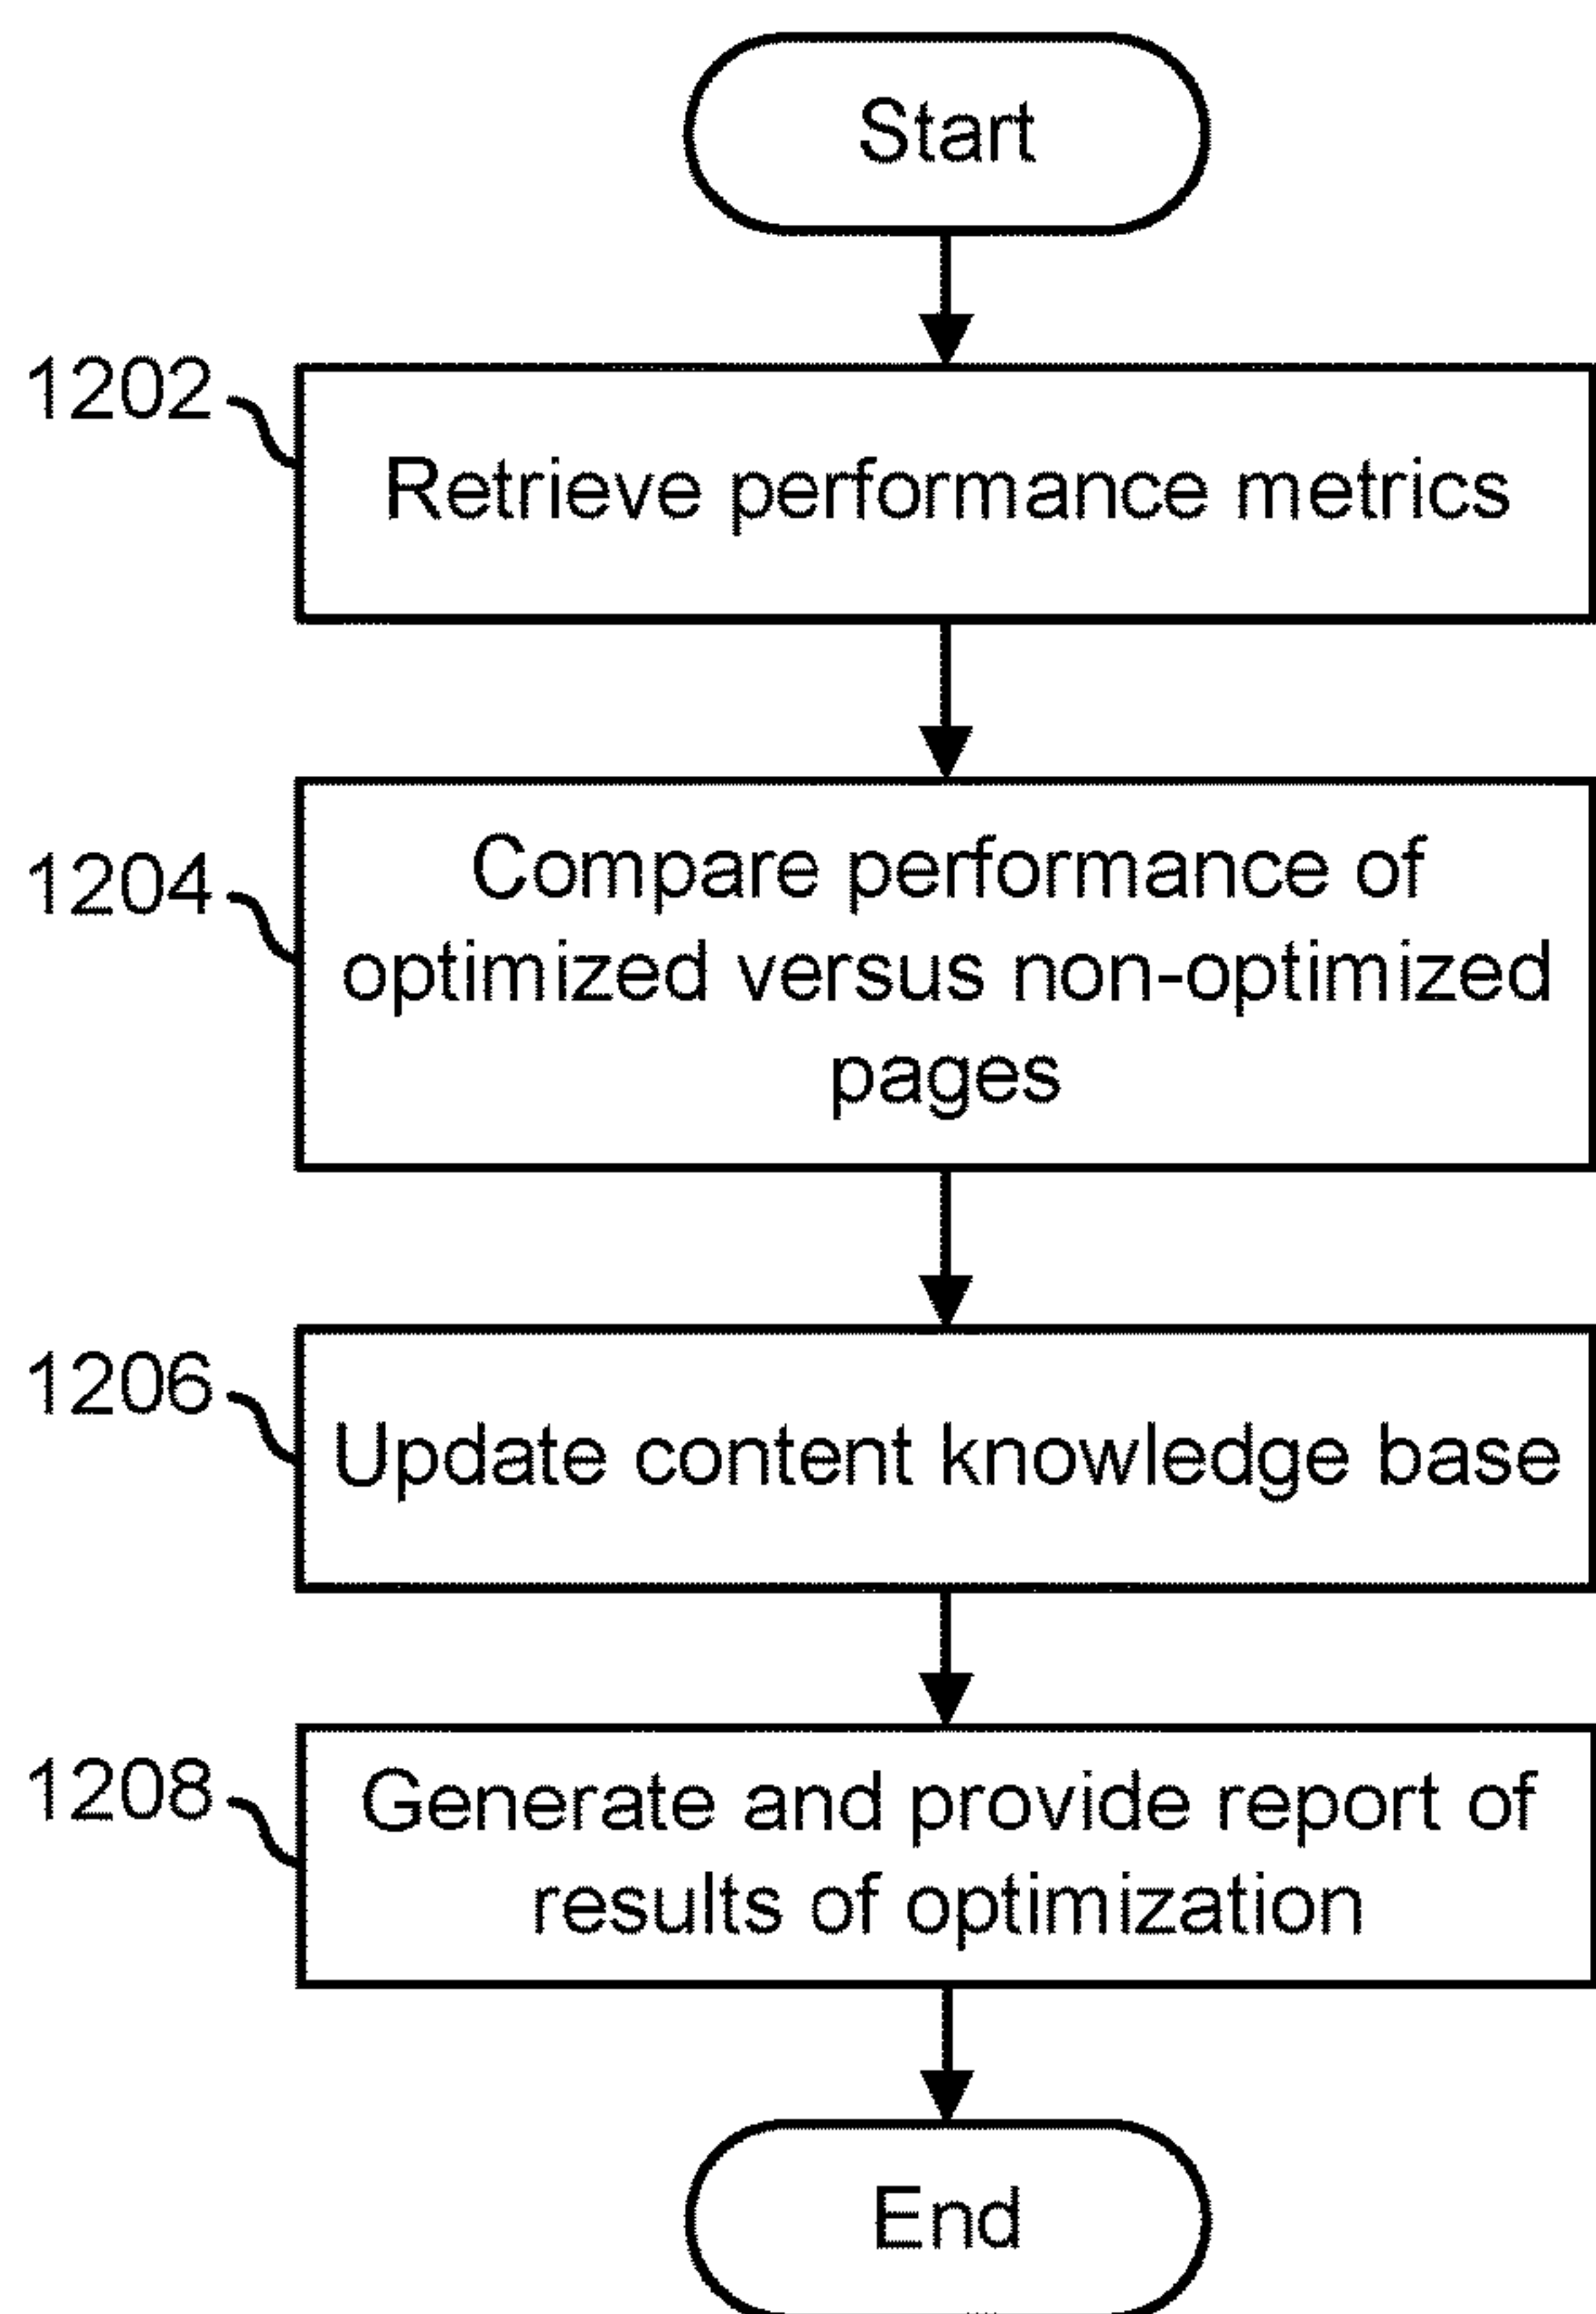 Start
1202
Retrieve performance metrics
1204
Compare performance of
optimized versus non-optimized
pages
1206
Update content knowledge base
1208
Generate and provide report of
results of optimization
End